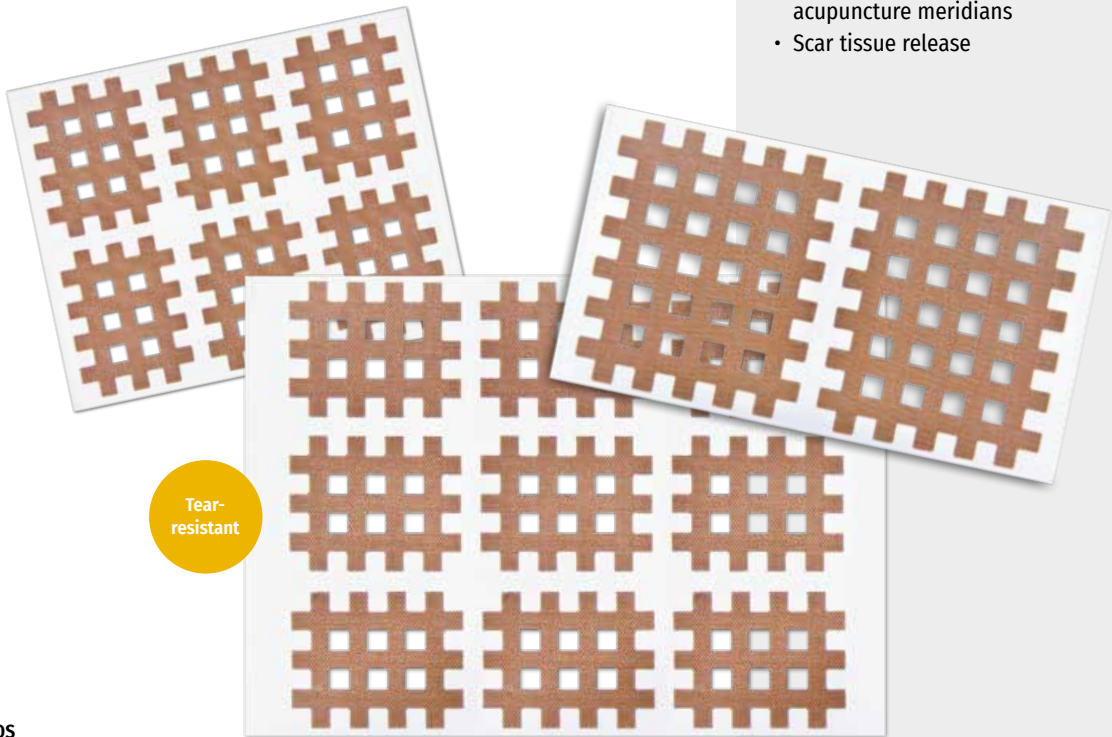 acupuncture meridians
• Scar tissue release
Tear-
resistant